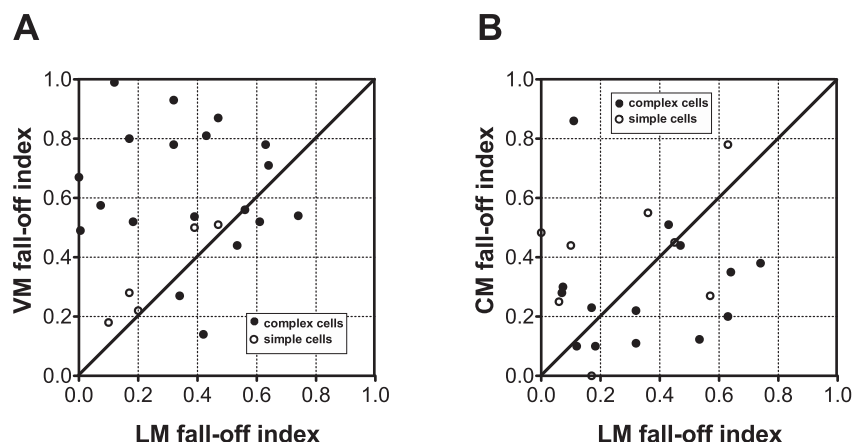 A
B
VM fall-off index
1.0
0.8
0.6
0.4
0.2
0.0
complex cells
simple cells
0.0 0.2 0.4 0.6 0.8 1.0
LM fall-off index
CM fall-off index
1.0
0.8
0.6
0.4
0.2
0.0
complex cells
simple cells
0.0 0.2 0.4 0.6 0.8 1.0
LM fall-off index